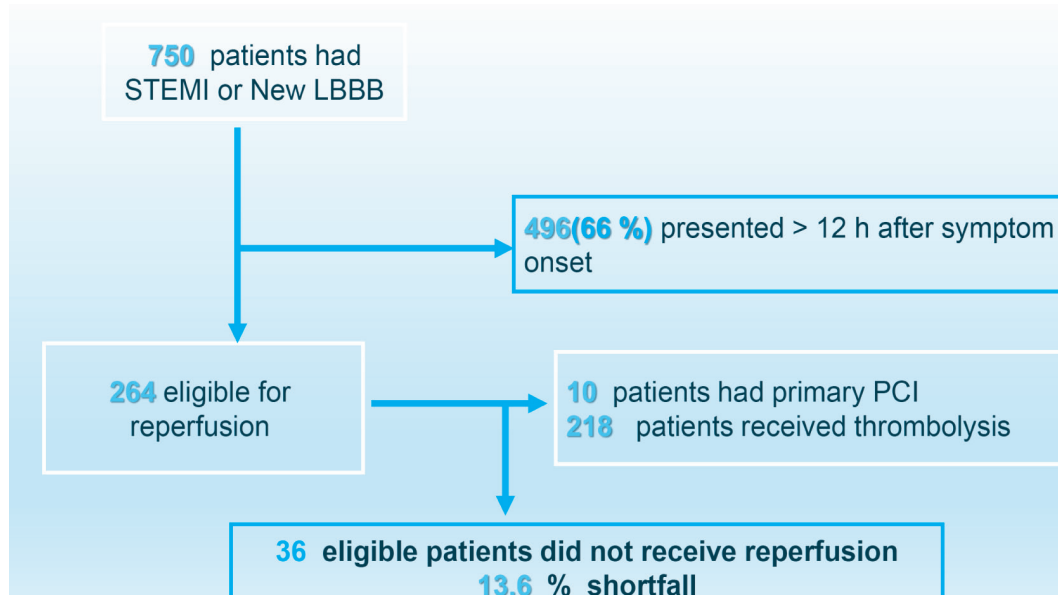 750 patients had
STEMI or New LBBB
496(66 %) presented > 12 h after symptom
onset
264 eligible for
reperfusion
10 patients had primary PCI
218 patients received thrombolysis
36 eligible patients did not receive reperfusion
13.6 % shortfall